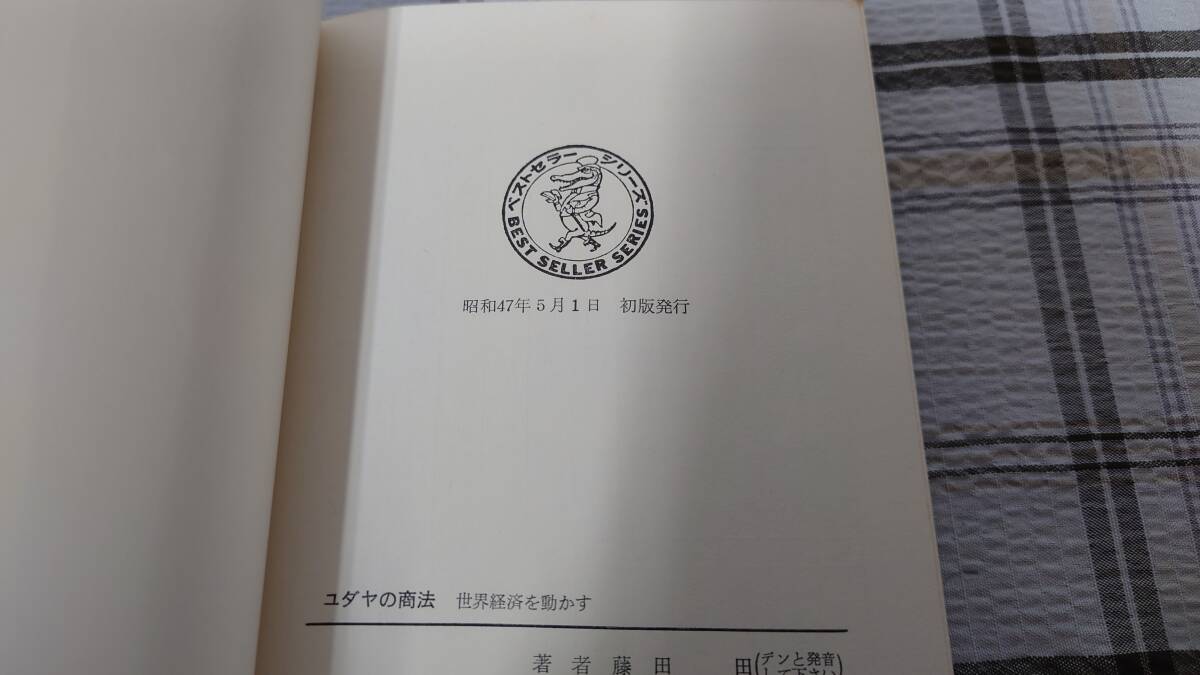 ベストセラーシリーズ
BEST SELLER SERIES
昭和47年5月1日 初版発行
ユダヤの商法 世界経済を動かす
著者 藤田 田(デンと発音して下さい)